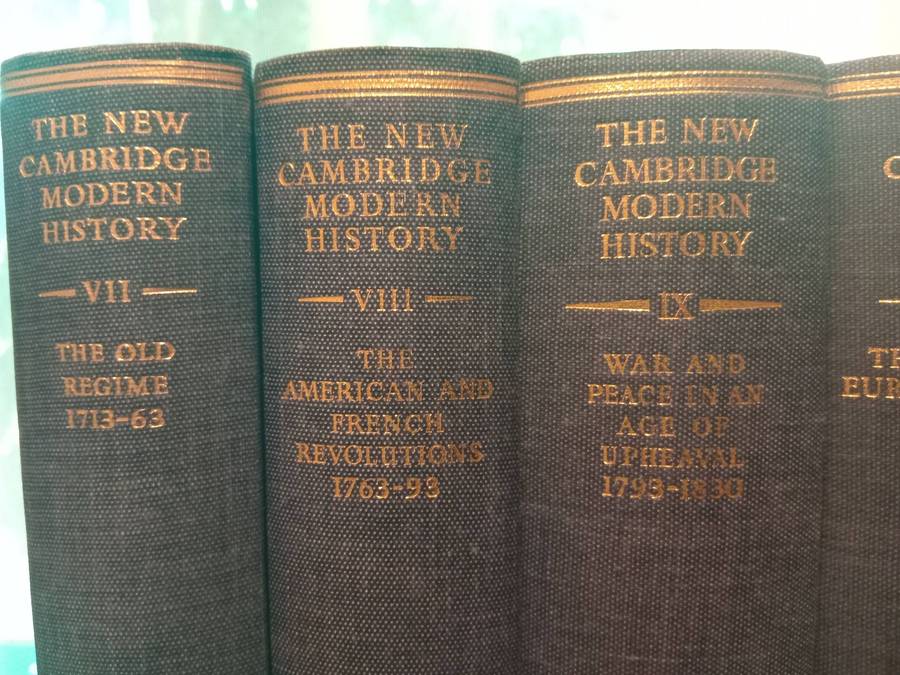 THE NEW
CAMBRIDGE
MODERN
HISTORY
VII
THE OLD
REGIME
1713-63
THE NEW
CAMBRIDGE
MODERN
HISTORY
VIII
THE
AMERICAN AND
FRENCH
REVOLUTIONS
1763-93
THE NEW
CAMBRIDGE
MODERN
HISTORY
IX
WAR AND
PEACE IN AN
AGE OF
UPHEAVAL
1793-1830